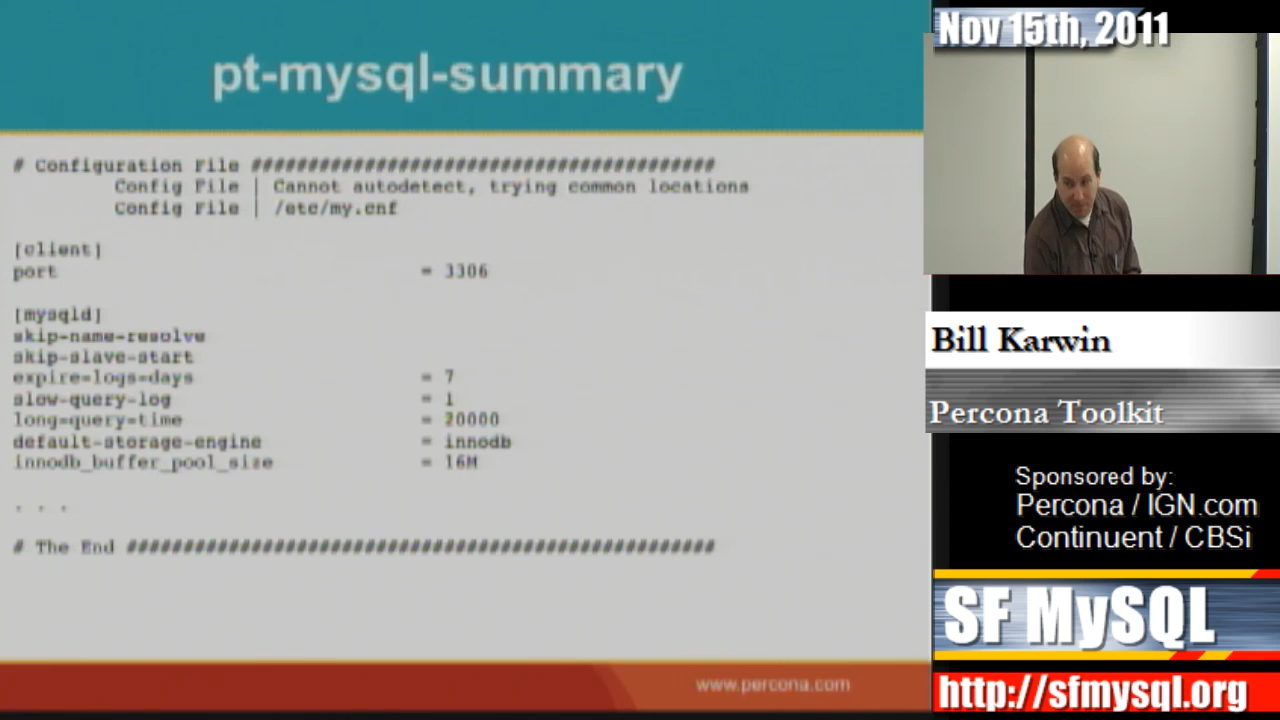 pt-mysql-summary
# Configuration File #########################################
Config File | Cannot autodetect, trying common locations
Config File | /etc/my.cnf
[client]
port = 3306
[mysqld]
skip-name-resolve
skip-slave-start
expire-logs-days = 7
slow-query-log = 1
long-query-time = 20000
default-storage-engine = innodb
innodb_buffer_pool_size = 16M
. . .
# The End ####################################################
www.percona.com
Nov 15th, 2011
Bill Karwin
Percona Toolkit
Sponsored by:
Percona / IGN.com
Continuent / CBSi
SF MySQL
http://sfmysql.org